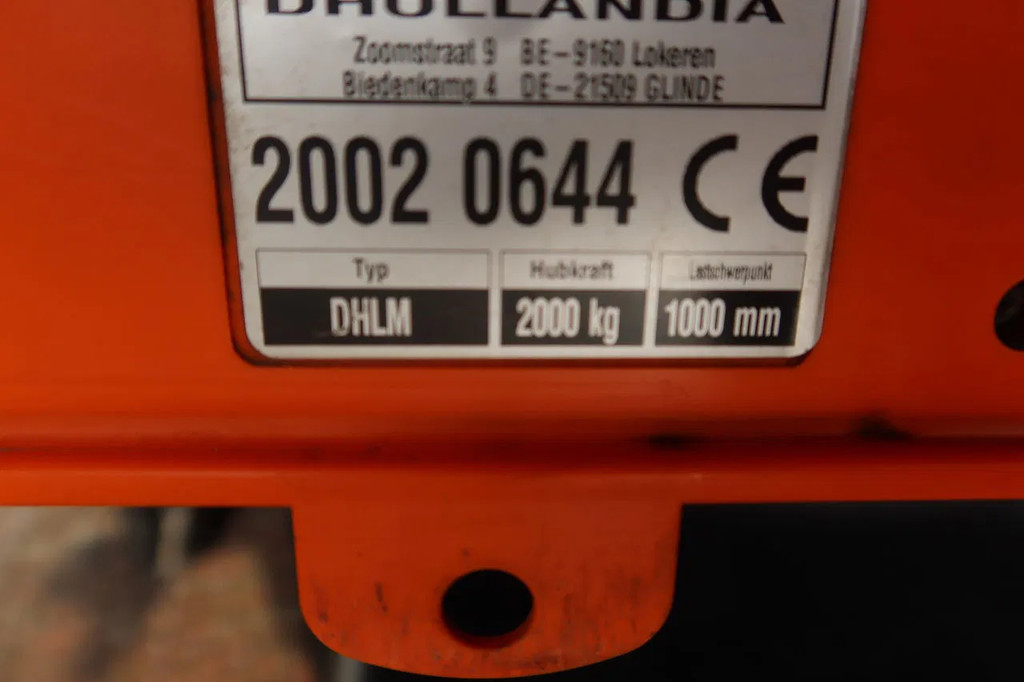 DHOLLANDIA
Zoomstraat 9 BE-9160 Lokeren
Biedenkamp 4 DE-21509 GLINDE
2002 0644 CE
Typ Hubkraft Lastschwerpunkt
DHLM 2000 kg 1000 mm